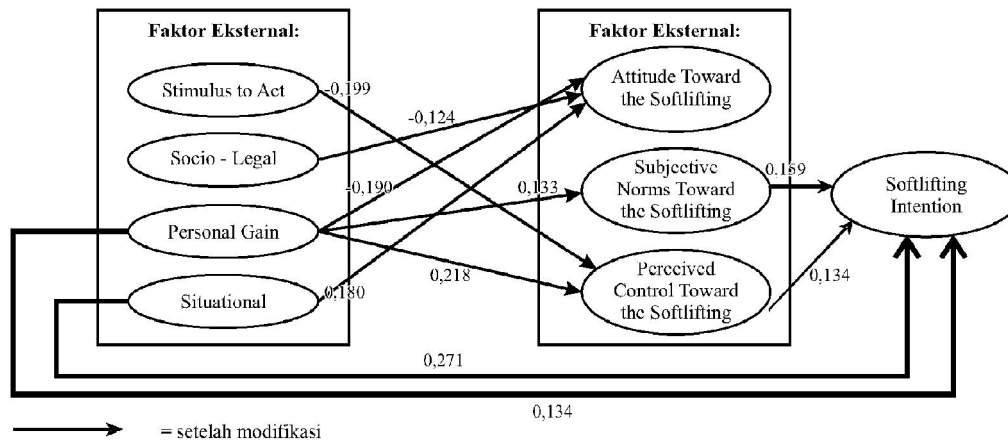 Faktor Eksternal:
Stimulus to Act
Socio - Legal
Personal Gain
Situational
-0,199
-0,124
-0,190
0,133
0,218
0,180
Faktor Eksternal:
Attitude Toward
the Softlifting
Subjective
Norms Toward
the Softlifting
Perceived
Control Toward
the Softlifting
0.159
0,134
Softlifting
Intention
0,271
0,134
= setelah modifikasi